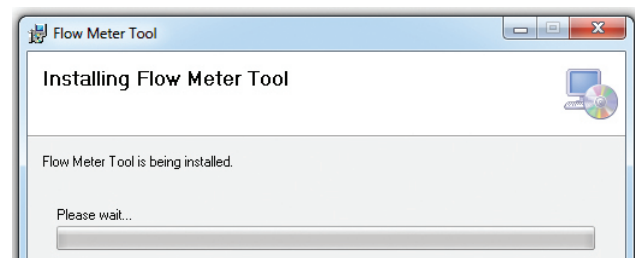 Flow Meter Tool
Installing Flow Meter Tool
Flow Meter Tool is being installed.
Please wait...